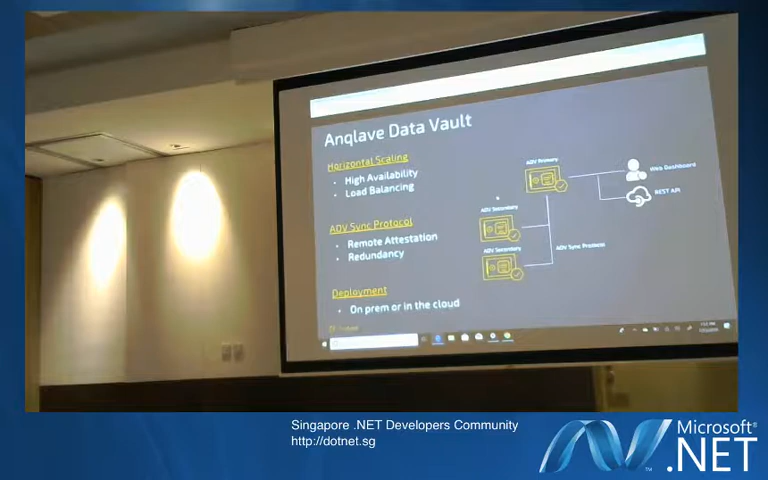 Anqlave Data Vault
Horizontal Scaling
• High Availability
• Load Balancing
ADV Sync Protocol
• Remote Attestation
• Redundancy
Deployment
• On prem or in the cloud
ADV Primary
Web Dashboard
REST API
ADV Secondary
ADV Secondary
ADV Sync Protocol
Singapore .NET Developers Community
http://dotnet.sg
Microsoft®
.NET